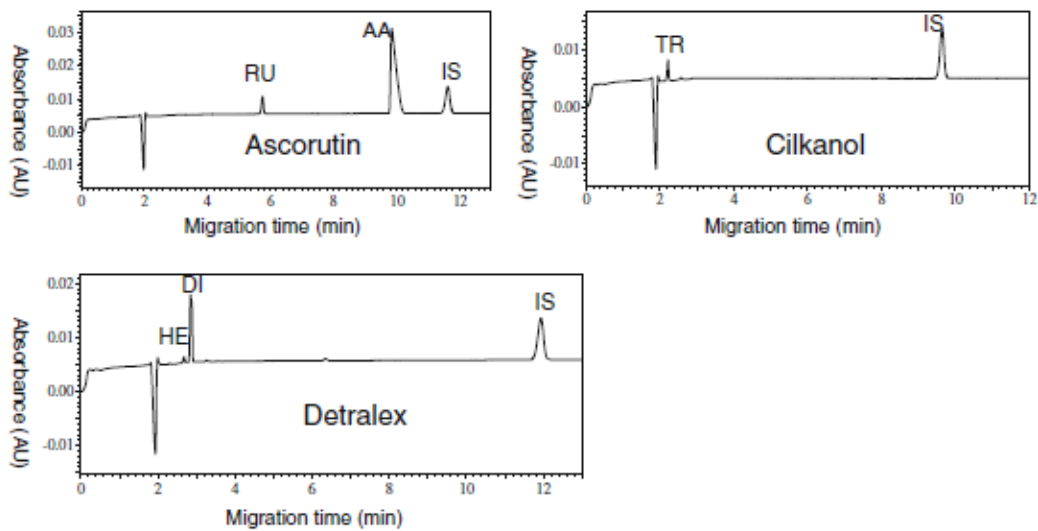 Absorbance (AU)
0.03
0.02
0.01
0.00
-0.01
RU
AA
IS
Ascorutin
0 2 4 6 8 10 12
Migration time (min)
Absorbance (AU)
0.01
0.00
-0.01
TR
IS
Cilkanol
0 2 4 6 8 10 12
Migration time (min)
Absorbance (AU)
0.02
0.01
0.00
-0.01
HE
DI
IS
Detralex
0 2 4 6 8 10 12
Migration time (min)